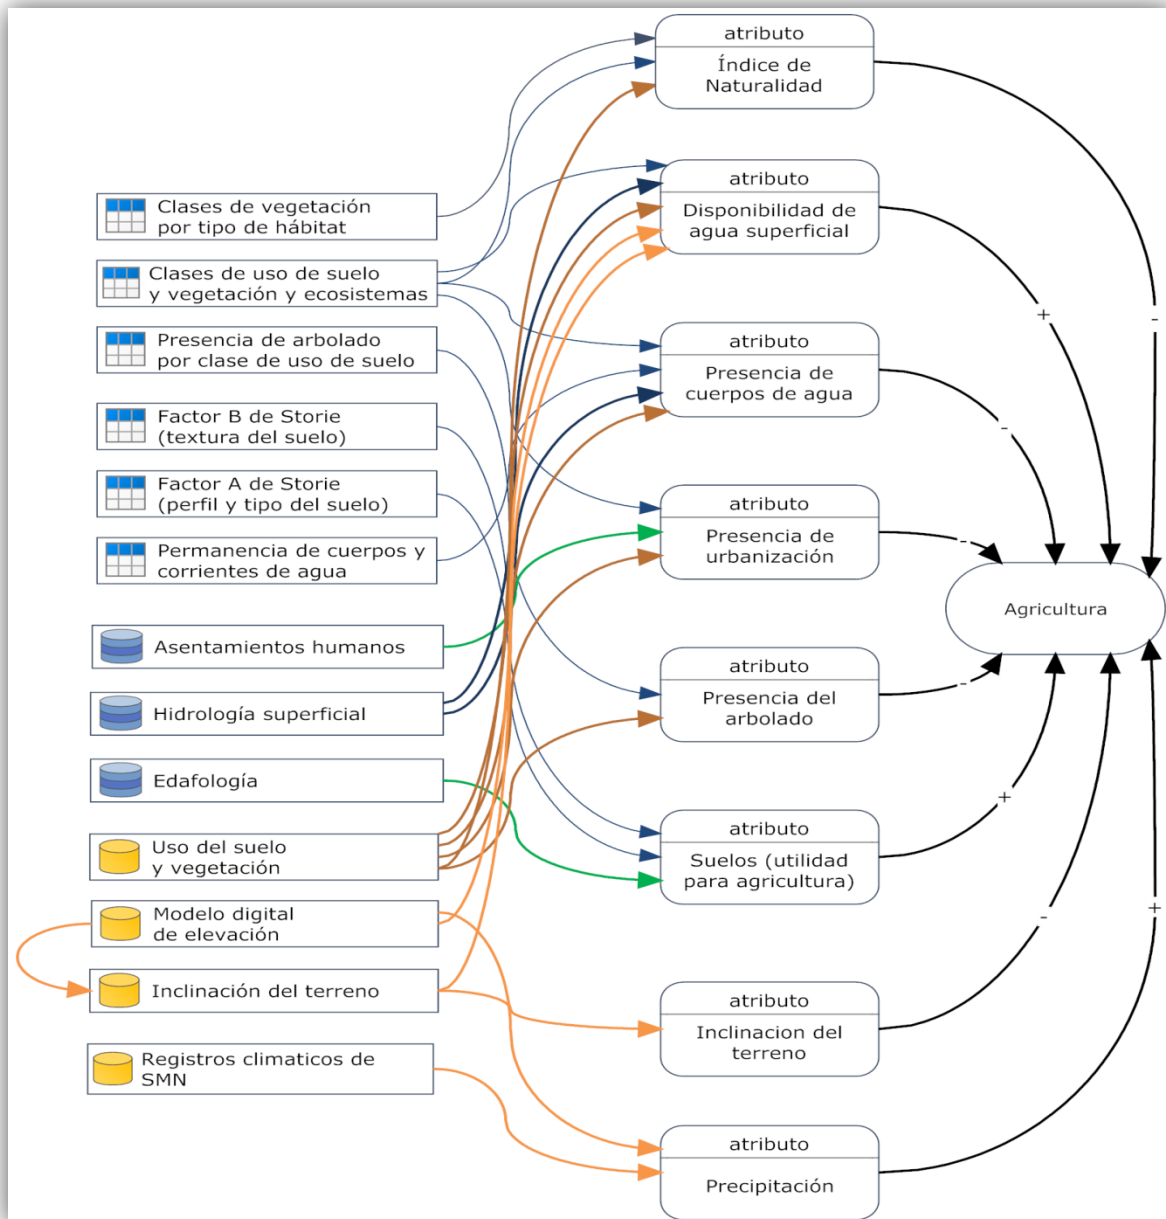 atributo
Índice de
Naturalidad
atributo
Disponibilidad de
agua superficial
atributo
Presencia de
cuerpos de agua
atributo
Presencia de
urbanización
atributo
Presencia del
arbolado
atributo
Suelos (utilidad
para agricultura)
atributo
Inclinacion del
terreno
atributo
Precipitación
Clases de vegetación
por tipo de hábitat
Clases de uso de suelo
y vegetación y ecosistemas
Presencia de arbolado
por clase de uso de suelo
Factor B de Storie
(textura del suelo)
Factor A de Storie
(perfil y tipo del suelo)
Permanencia de cuerpos y
corrientes de agua
Asentamientos humanos
Hidrología superficial
Edafología
Uso del suelo
y vegetación
Modelo digital
de elevación
Inclinación del terreno
Registros climaticos de
SMN
Agricultura
-
+
-
-
-
+
-
+